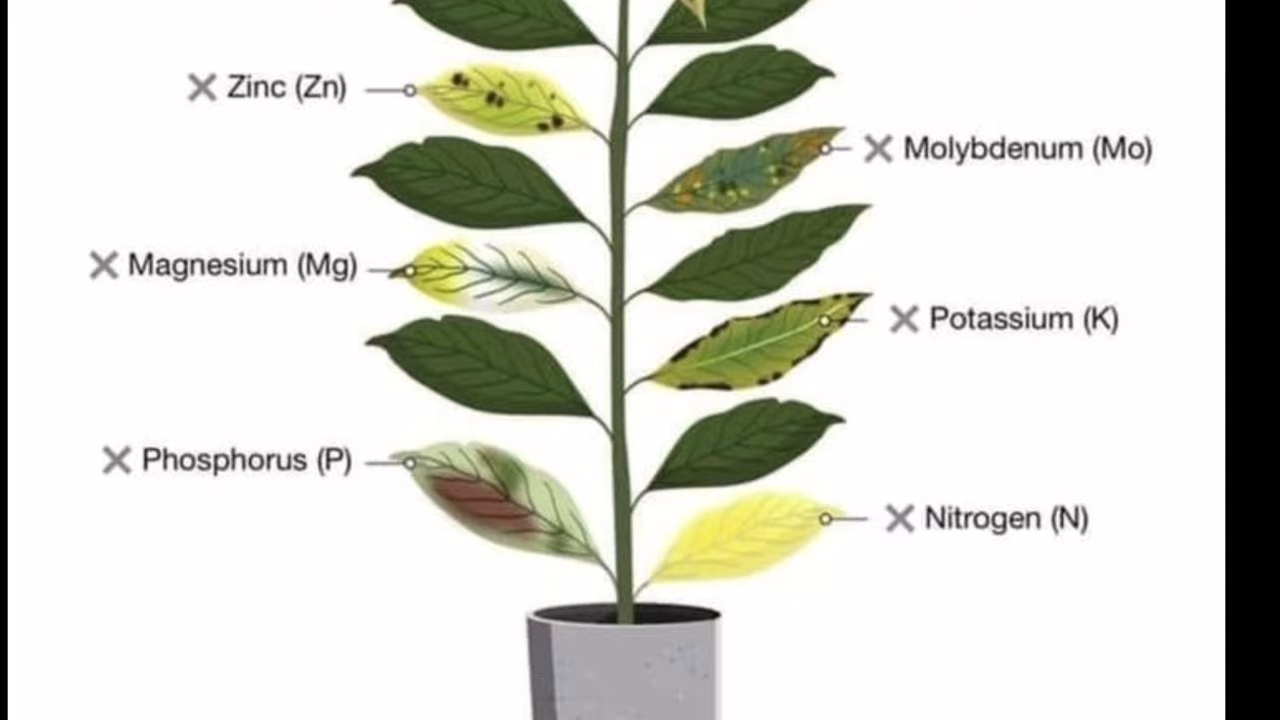 Zinc (Zn)
Molybdenum (Mo)
Magnesium (Mg)
Potassium (K)
Phosphorus (P)
Nitrogen (N)